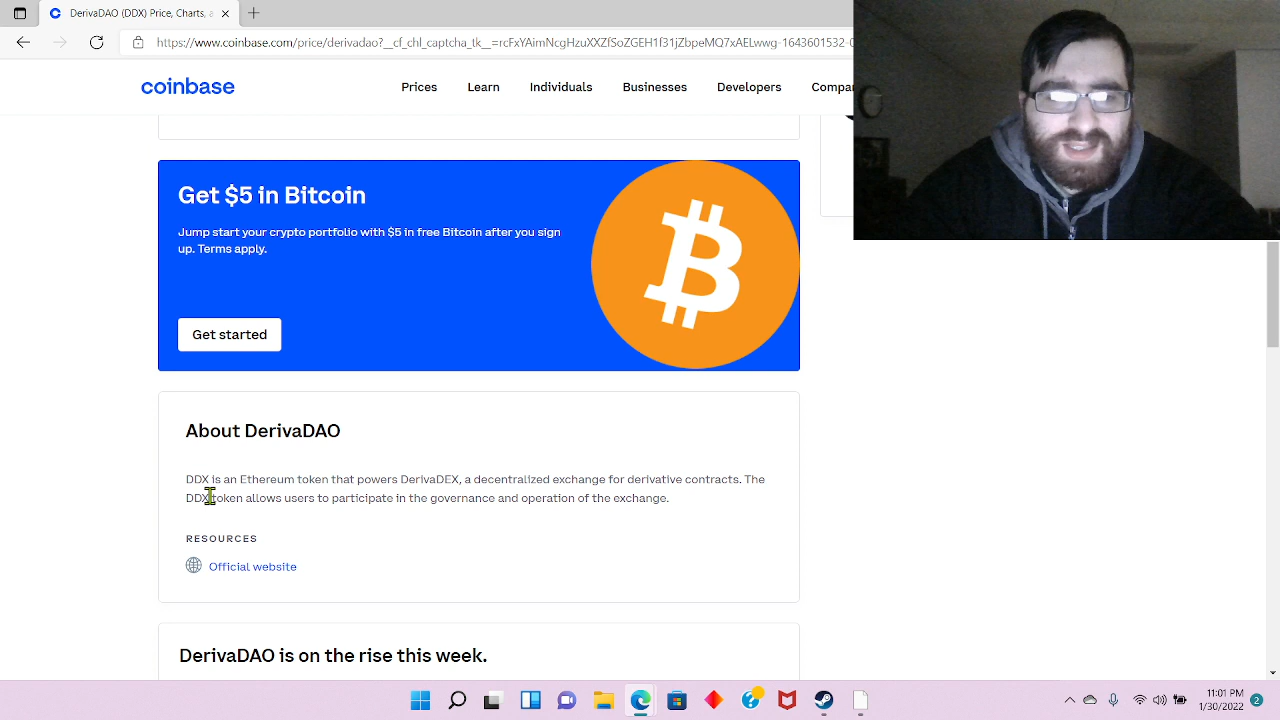 DerivaDAO (DDX) Price, Charts, a
https://www.coinbase.com/price/derivadao?__cf_chl_captcha_tk__=rcFxYAimNcgHzuXXZfSoZGEH1f31jZbpeMQ7xAELwwg-1643601532-0
coinbase
Prices Learn Individuals Businesses Developers Compan
Get $5 in Bitcoin
Jump start your crypto portfolio with $5 in free Bitcoin after you sign
up. Terms apply.
Get started
About DerivaDAO
DDX is an Ethereum token that powers DerivaDEX, a decentralized exchange for derivative contracts. The
DDX token allows users to participate in the governance and operation of the exchange.
RESOURCES
Official website
DerivaDAO is on the rise this week.
11:01 PM
1/30/2022
2